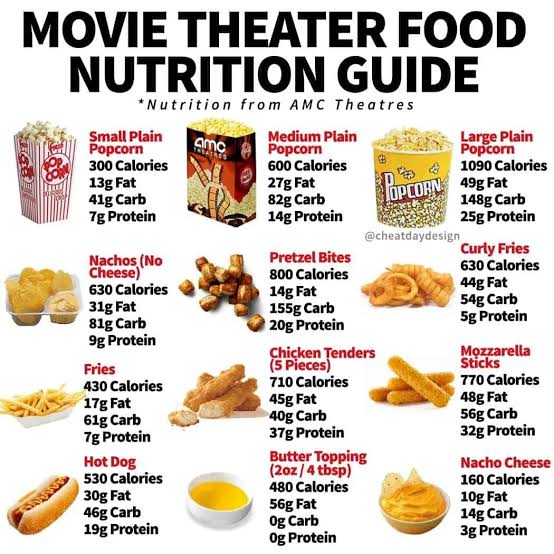 MOVIE THEATER FOOD
NUTRITION GUIDE
*Nutrition from AMC Theatres
POP CORN
Small Plain
Popcorn
300 Calories
13g Fat
41g Carb
7g Protein
amc
THEATRES
Medium Plain
Popcorn
600 Calories
27g Fat
82g Carb
14g Protein
POPCORN
Large Plain
Popcorn
1090 Calories
49g Fat
148g Carb
25g Protein
@cheatdaydesign
Nachos (No
Cheese)
630 Calories
31g Fat
81g Carb
9g Protein
Pretzel Bites
800 Calories
14g Fat
155g Carb
20g Protein
Curly Fries
630 Calories
44g Fat
54g Carb
5g Protein
Fries
430 Calories
17g Fat
61g Carb
7g Protein
Chicken Tenders
(5 Pieces)
710 Calories
45g Fat
40g Carb
37g Protein
Mozzarella
Sticks
770 Calories
48g Fat
56g Carb
32g Protein
Hot Dog
530 Calories
30g Fat
46g Carb
19g Protein
Butter Topping
(2oz / 4 tbsp)
480 Calories
56g Fat
0g Carb
0g Protein
Nacho Cheese
160 Calories
10g Fat
14g Carb
3g Protein